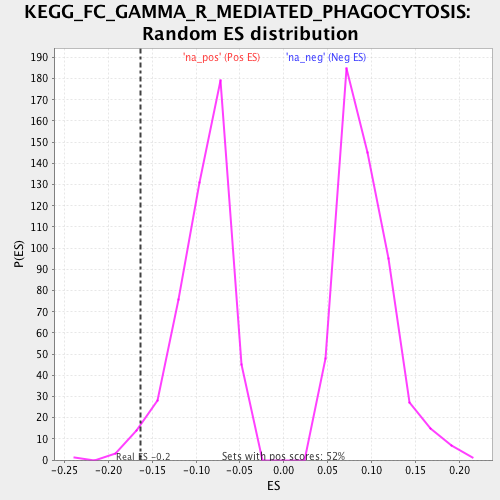 KEGG_FC_GAMMA_R_MEDIATED_PHAGOCYTOSIS:
Random ES distribution
'na_pos' (Pos ES) 'na_neg' (Neg ES)
190
180
170
160
150
140
130
120
110
100
90
80
70
60
50
40
30
20
10
0
P(ES)
Real ES -0.2 Sets with pos scores: 52%
-0.25 -0.20 -0.15 -0.10 -0.05 0.00 0.05 0.10 0.15 0.20
ES